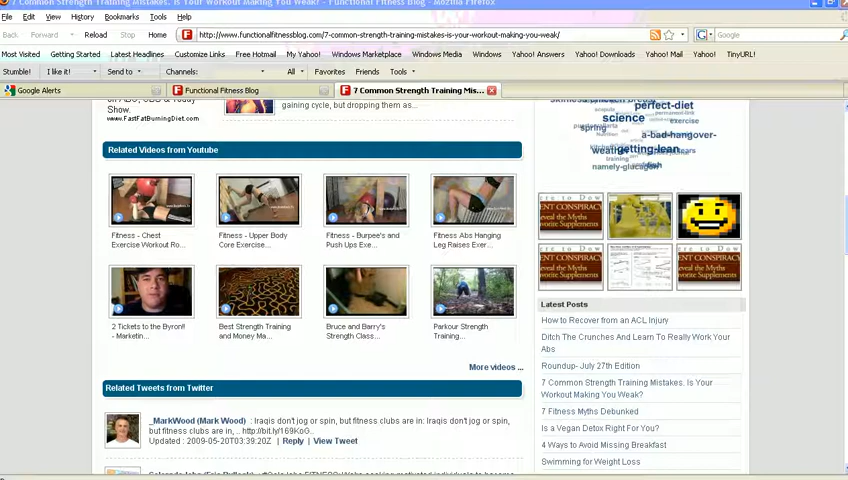 7 Common Strength Training Mistakes. Is Your Workout Making You Weak? - Functional Fitness Blog - Mozilla Firefox
File Edit View History Bookmarks Tools Help
Back Forward Reload Stop Home http://www.functionalfitnessblog.com/7-common-strength-training-mistakes-is-your-workout-making-you-weak/ Google
Most Visited Getting Started Latest Headlines Customize Links Free Hotmail My Yahoo! Windows Marketplace Windows Media Yahoo! Answers Yahoo! Downloads Yahoo! Mail TinyURL!
Stumble! I like it! Send to Channels: All Favorites Friends Tools
Google Alerts Functional Fitness Blog 7 Common Strength Training Mis...
on ABC, CBS & Today
Show.
www.FastFatBurningDiet.com
gaining cycle, but dropping them as...
perfect-diet
science
exercise
spring
a-bad-hangover-
weather
getting-lean
training
namely-glucagon
Related Videos from Youtube
Fitness - Chest
Exercise Workout Ro...
Fitness - Upper Body
Core Exercise...
Fitness - Burpee's and
Push Ups Exe...
Fitness Abs Hanging
Leg Raises Exer...
2 Tickets to the Byron!!
- Marketin...
Best Strength Training
and Money Ma...
Bruce and Barry's
Strength Class...
Parkour Strength
Training...
More videos ...
Related Tweets from Twitter
_MarkWood (Mark Wood) : Iraqis don't jog or spin, but fitness clubs are in: Iraqis don't jog or spin,
but fitness clubs are in, .. http://bit.ly/169KoG..
Updated : 2009-05-20T03:39:20Z | Reply | View Tweet
Latest Posts
How to Recover from an ACL Injury
Ditch The Crunches And Learn To Really Work Your
Abs
Roundup- July 27th Edition
7 Common Strength Training Mistakes. Is Your
Workout Making You Weak?
7 Fitness Myths Debunked
Is a Vegan Detox Right For You?
4 Ways to Avoid Missing Breakfast
Swimming for Weight Loss